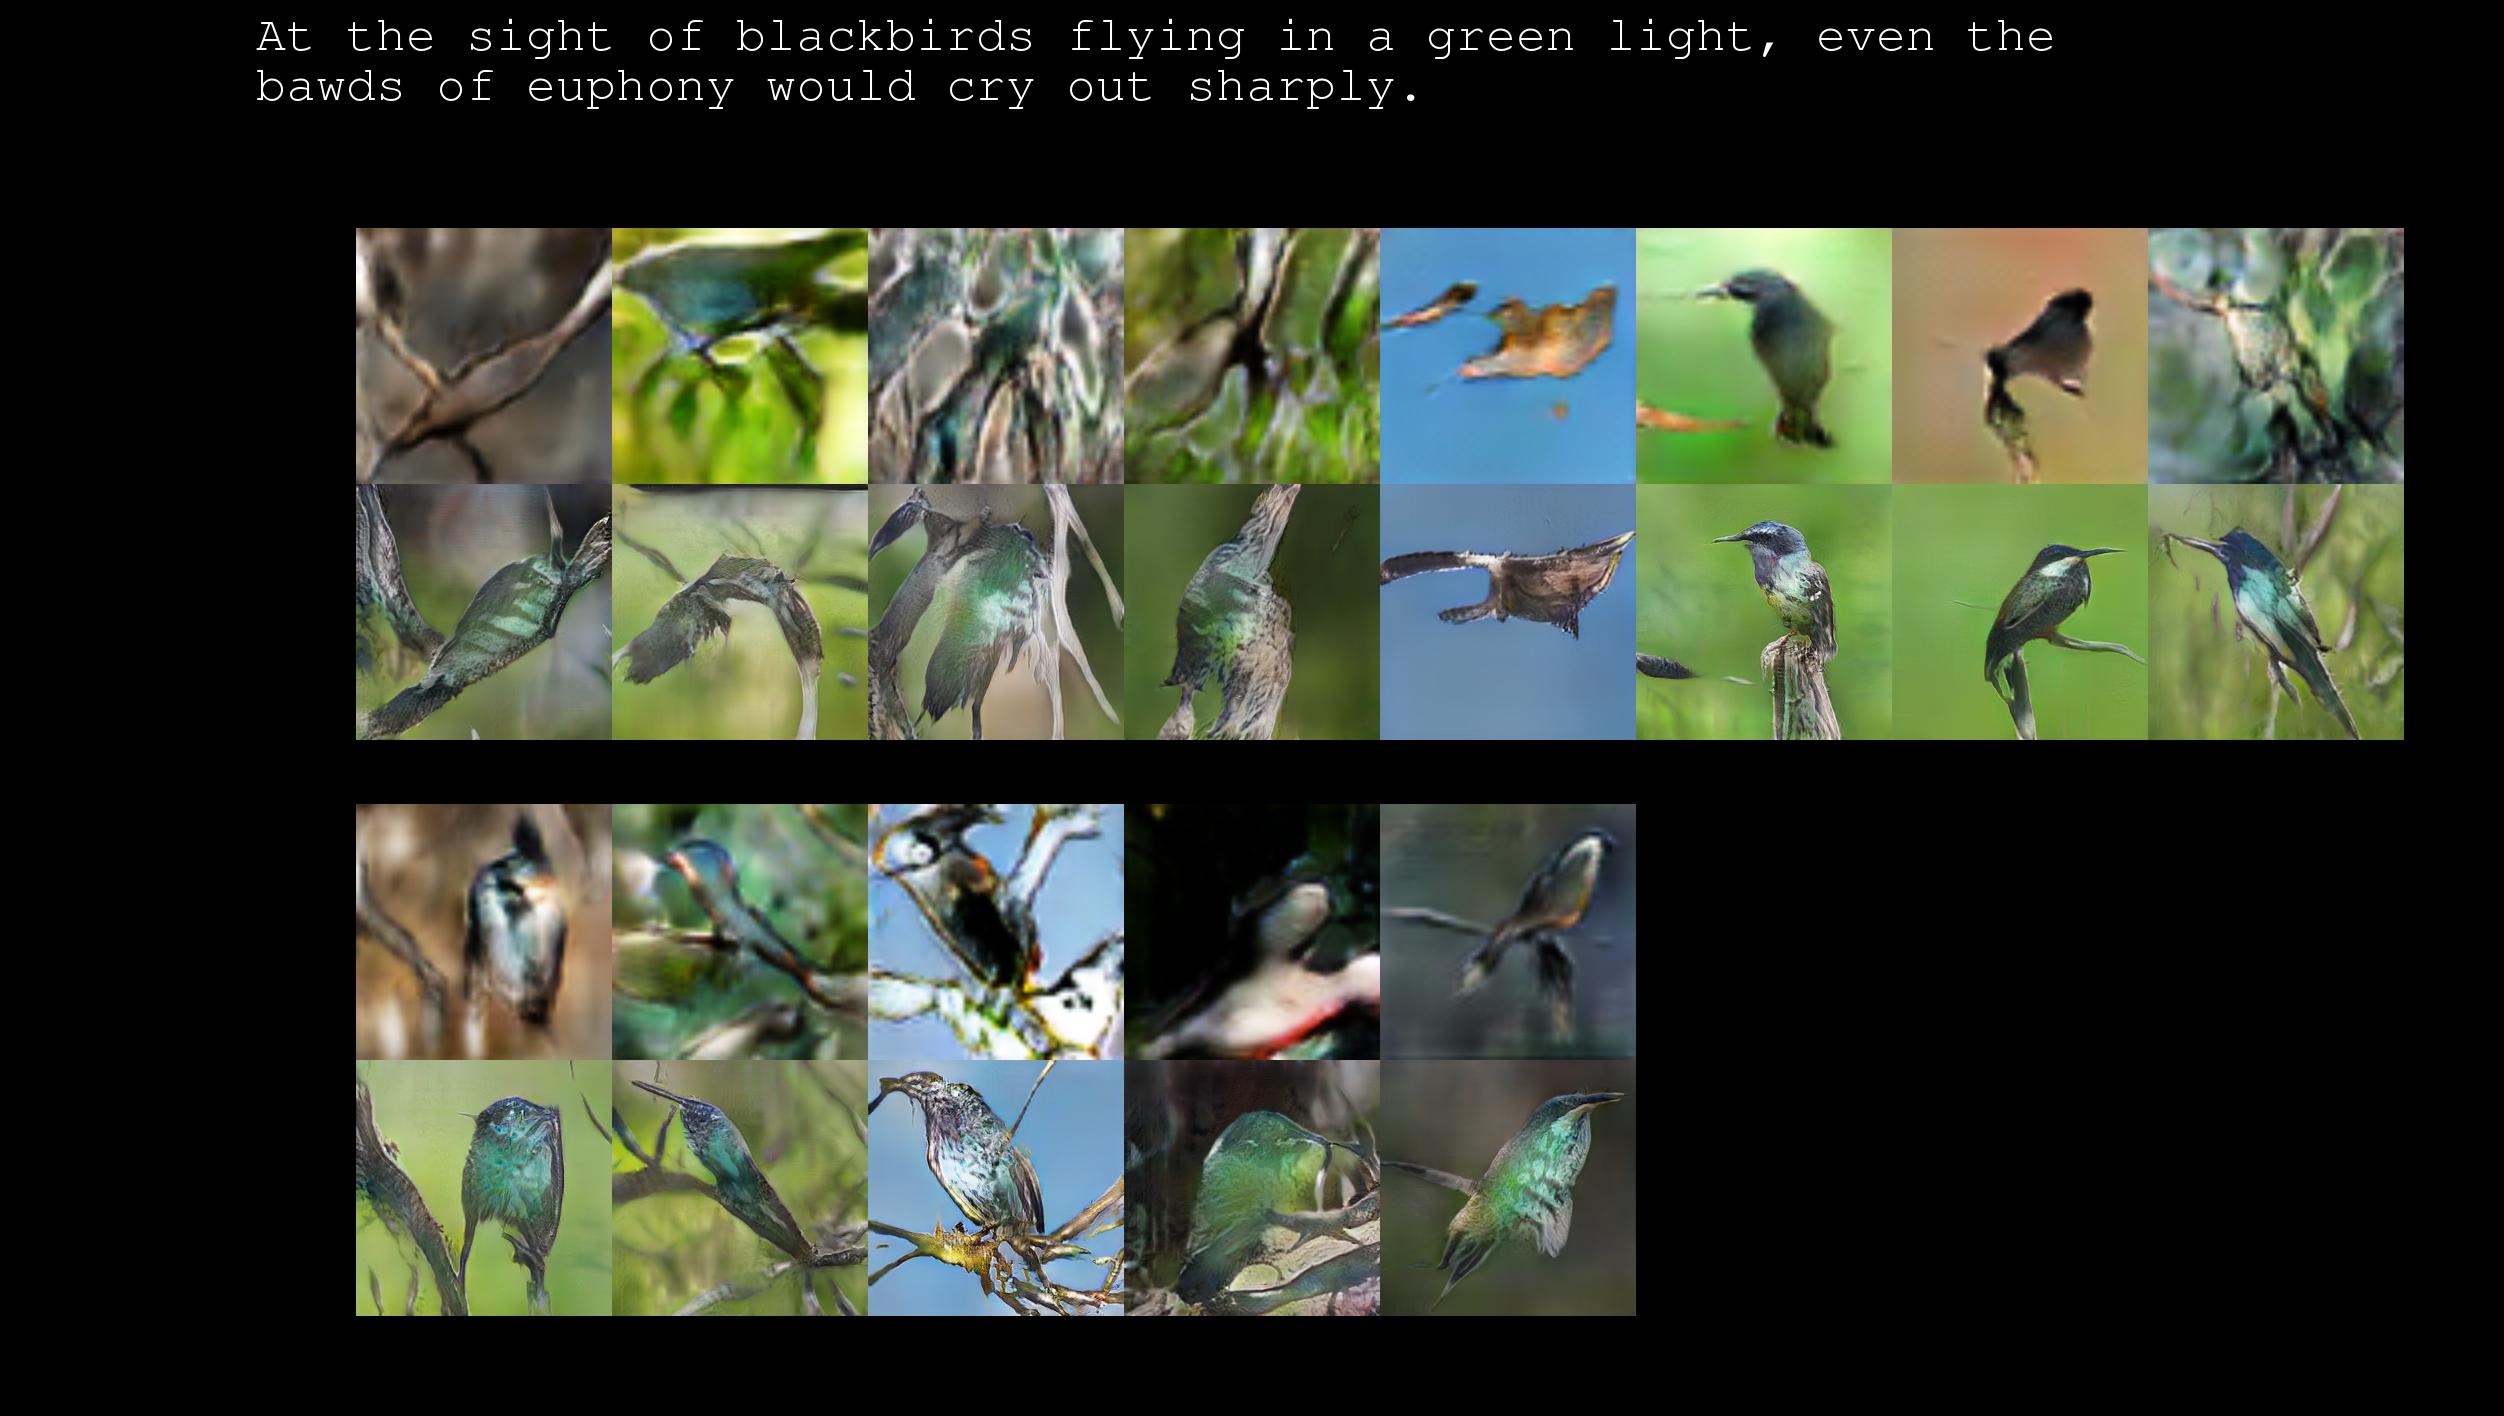 At the sight of blackbirds flying in a green light, even the
bawds of euphony would cry out sharply.